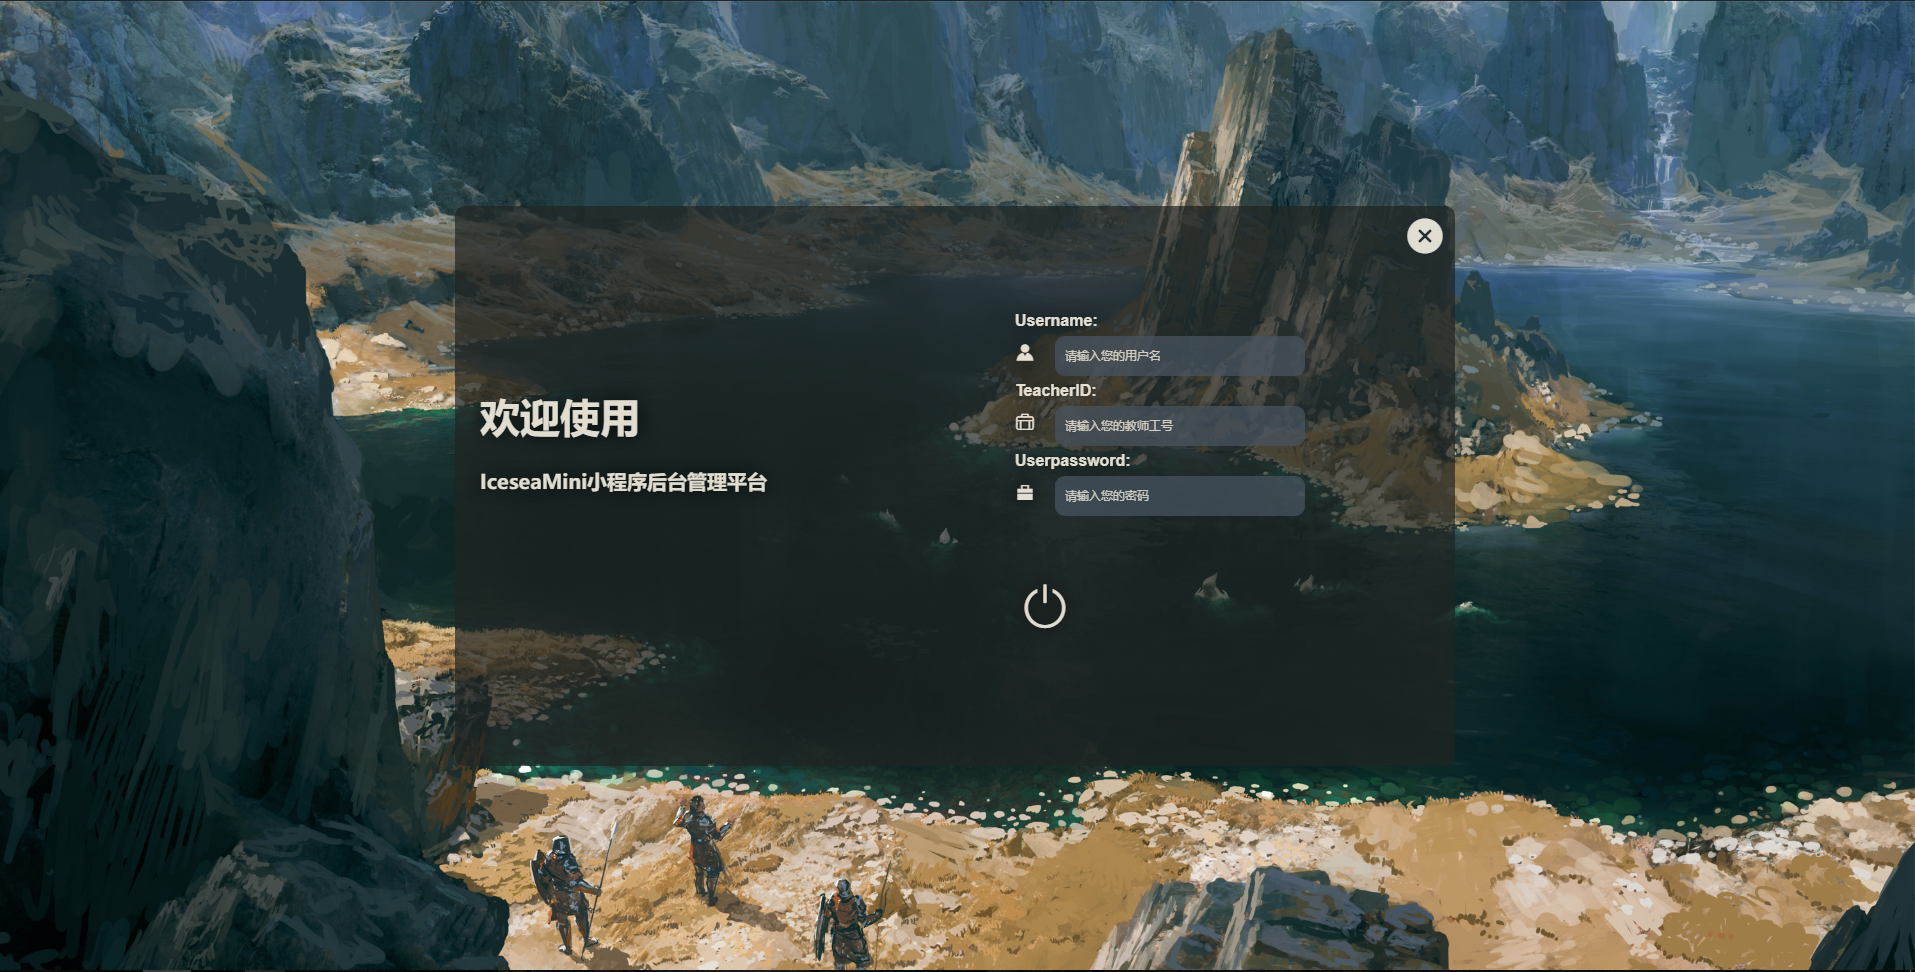 欢迎使用
IceseaMini小程序后台管理平台
Username:
请输入您的用户名
TeacherID:
请输入您的教师工号
Userpassword:
请输入您的密码